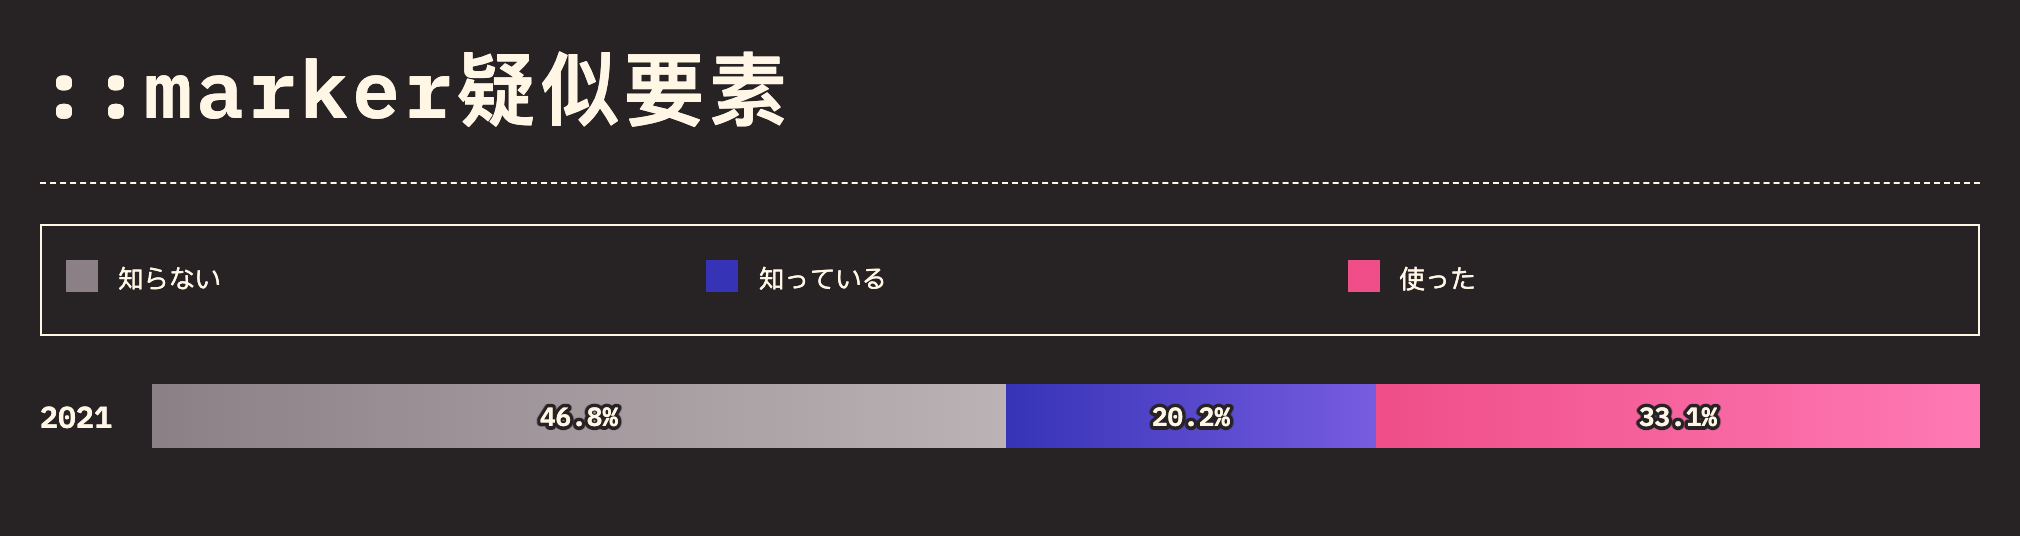 ::marker疑似要素
知らない 知っている 使った
2021 46.8% 20.2% 33.1%